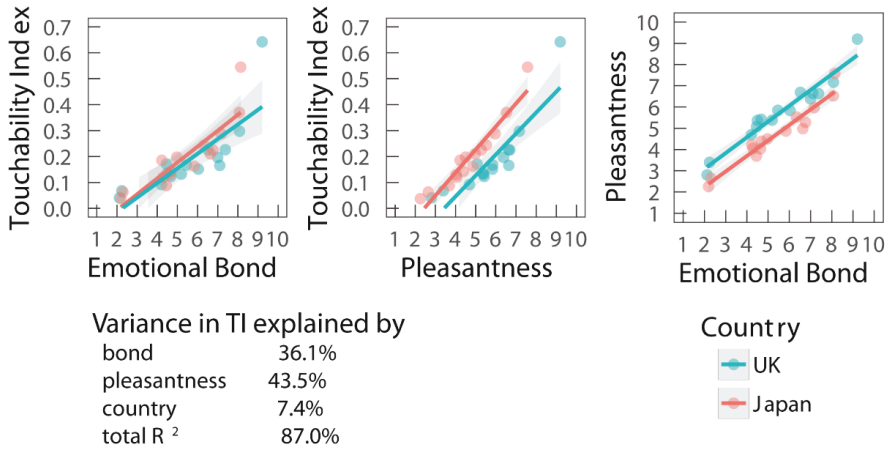 Touchability Index
0.7
0.6
0.5
0.4
0.3
0.2
0.1
0.0
1 2 3 4 5 6 7 8 9 10
Emotional Bond
Touchability Index
0.7
0.6
0.5
0.4
0.3
0.2
0.1
0.0
1 2 3 4 5 6 7 8 9 10
Pleasantness
Pleasantness
10
9
8
7
6
5
4
3
2
1
1 2 3 4 5 6 7 8 9 10
Emotional Bond
Variance in TI explained by
bond 36.1%
pleasantness 43.5%
country 7.4%
total R ² 87.0%
Country
UK
Japan